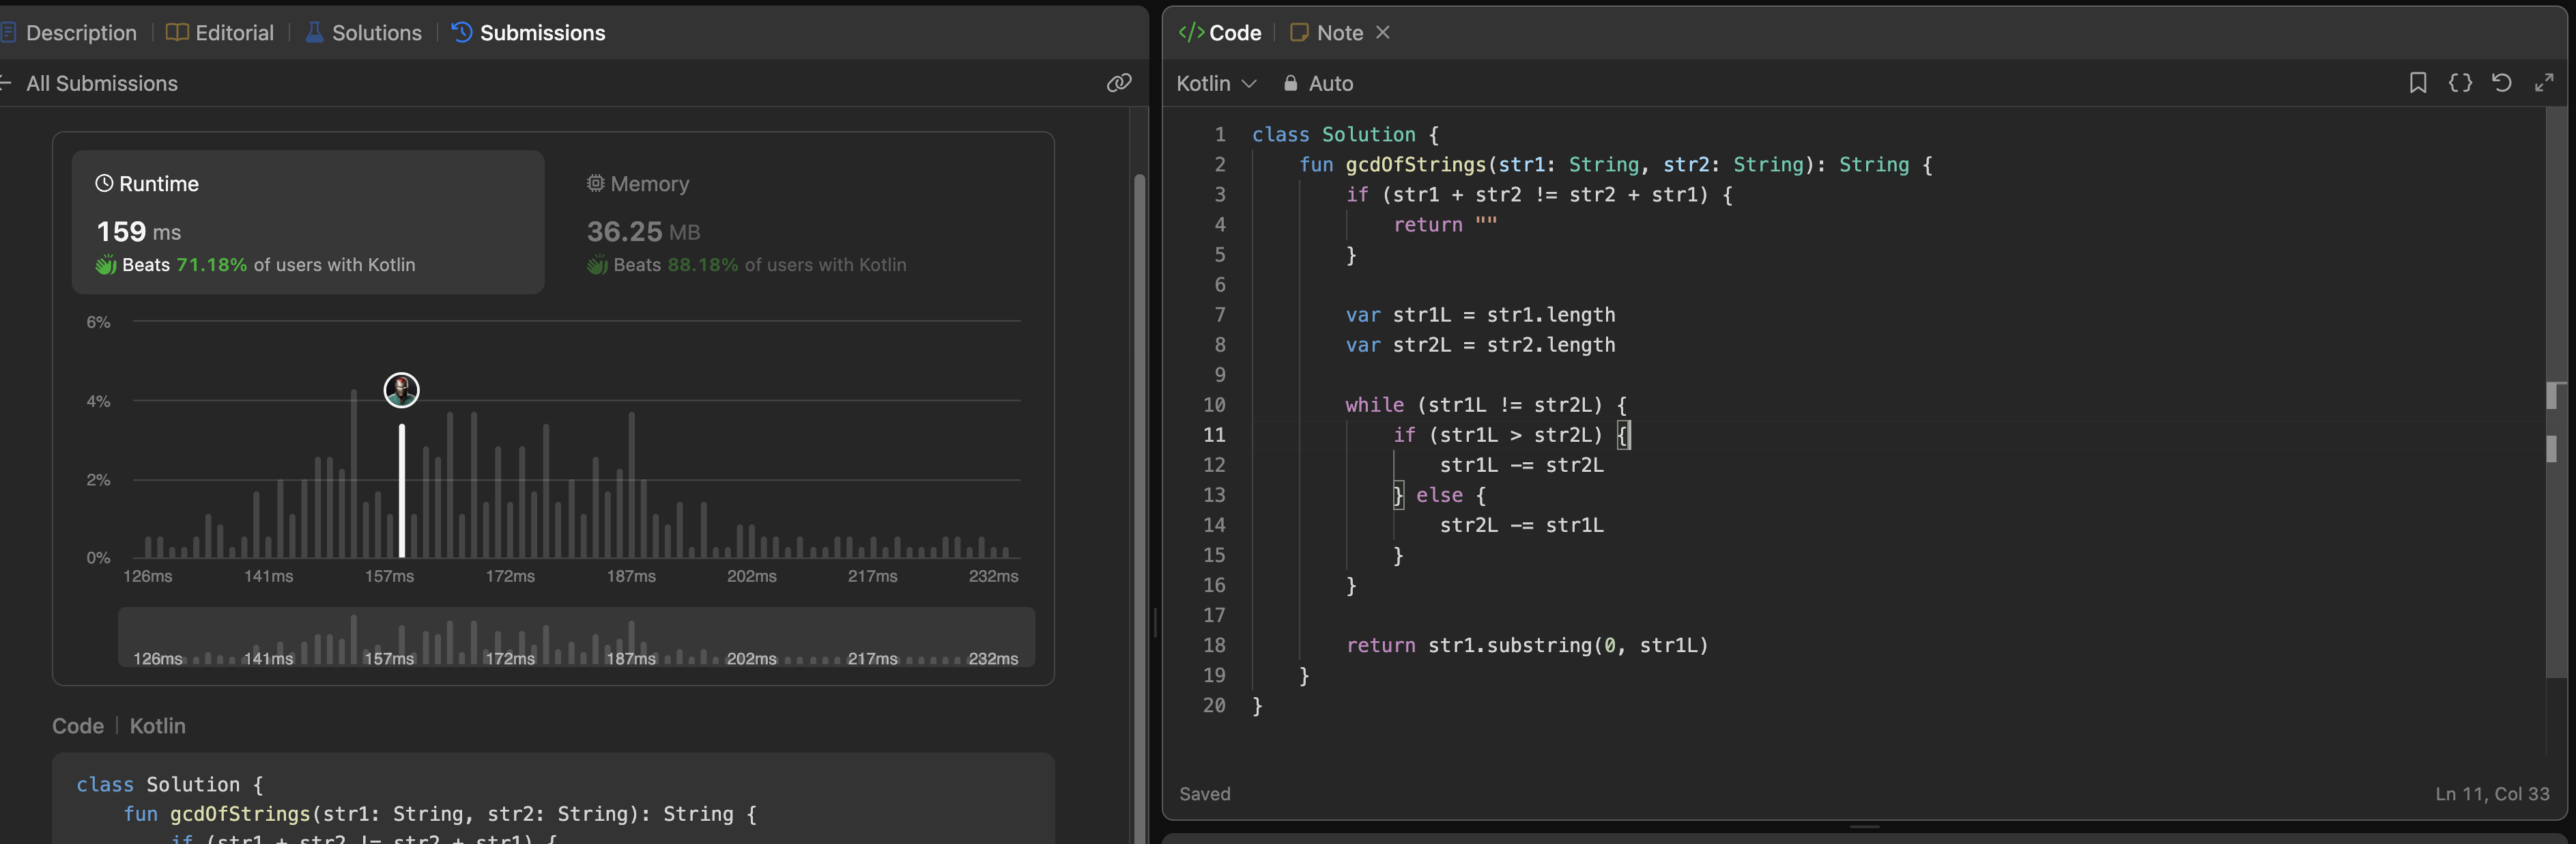 Description | Editorial | Solutions | Submissions
All Submissions
Runtime
159 ms
Beats 71.18% of users with Kotlin
Memory
36.25 MB
Beats 88.18% of users with Kotlin
6%
4%
2%
0%
126ms 141ms 157ms 172ms 187ms 202ms 217ms 232ms
126ms 141ms 157ms 172ms 187ms 202ms 217ms 232ms
Code | Kotlin
class Solution {
    fun gcdOfStrings(str1: String, str2: String): String {
        if (str1 + str2 != str2 + str1) {
</> Code | Note
Kotlin Auto
1 class Solution {
2     fun gcdOfStrings(str1: String, str2: String): String {
3         if (str1 + str2 != str2 + str1) {
4             return ""
5         }
6
7         var str1L = str1.length
8         var str2L = str2.length
9
10         while (str1L != str2L) {
11             if (str1L > str2L) {
12                 str1L -= str2L
13             } else {
14                 str2L -= str1L
15             }
16         }
17
18         return str1.substring(0, str1L)
19     }
20 }
Saved
Ln 11, Col 33